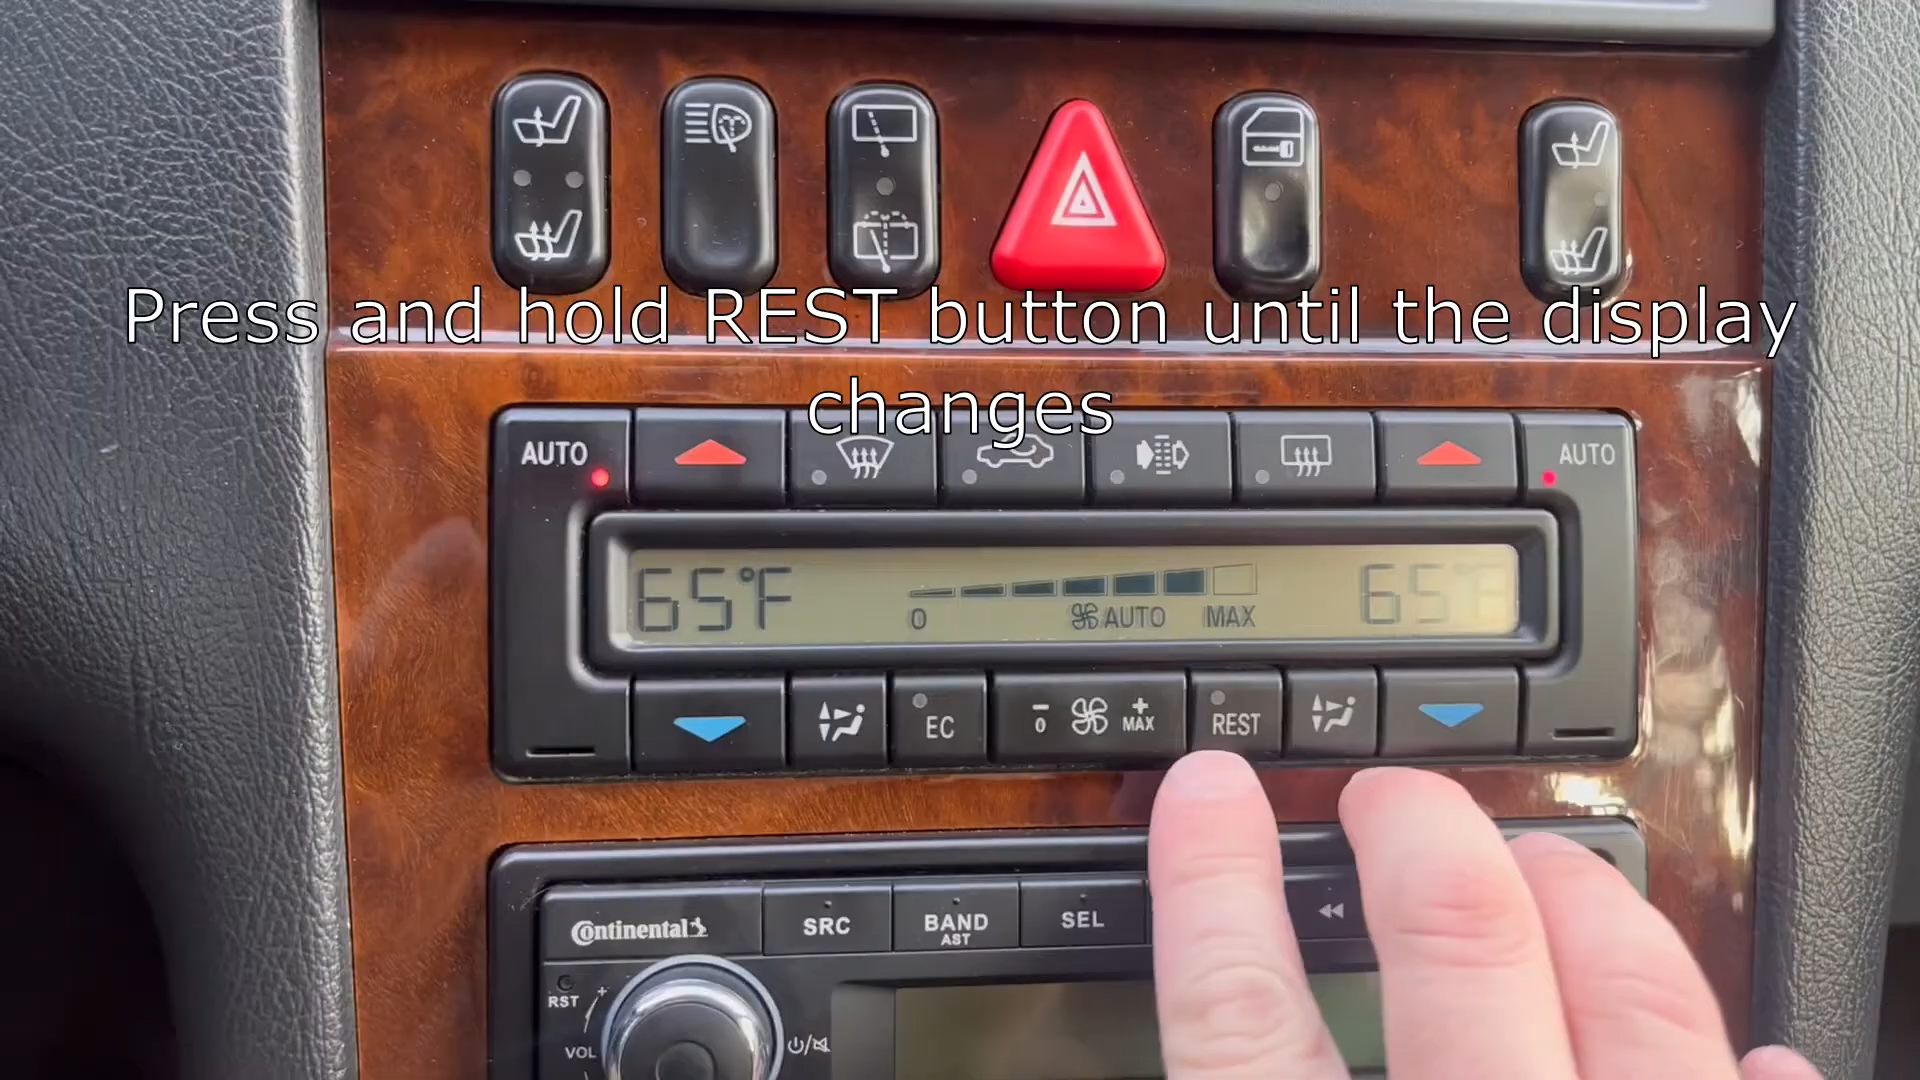 Press and hold REST button until the display
changes
AUTO
AUTO
65°F
0
AUTO
MAX
65°F
EC
- 0
+ MAX
REST
Continental
SRC
BAND
AST
SEL
RST
+
VOL